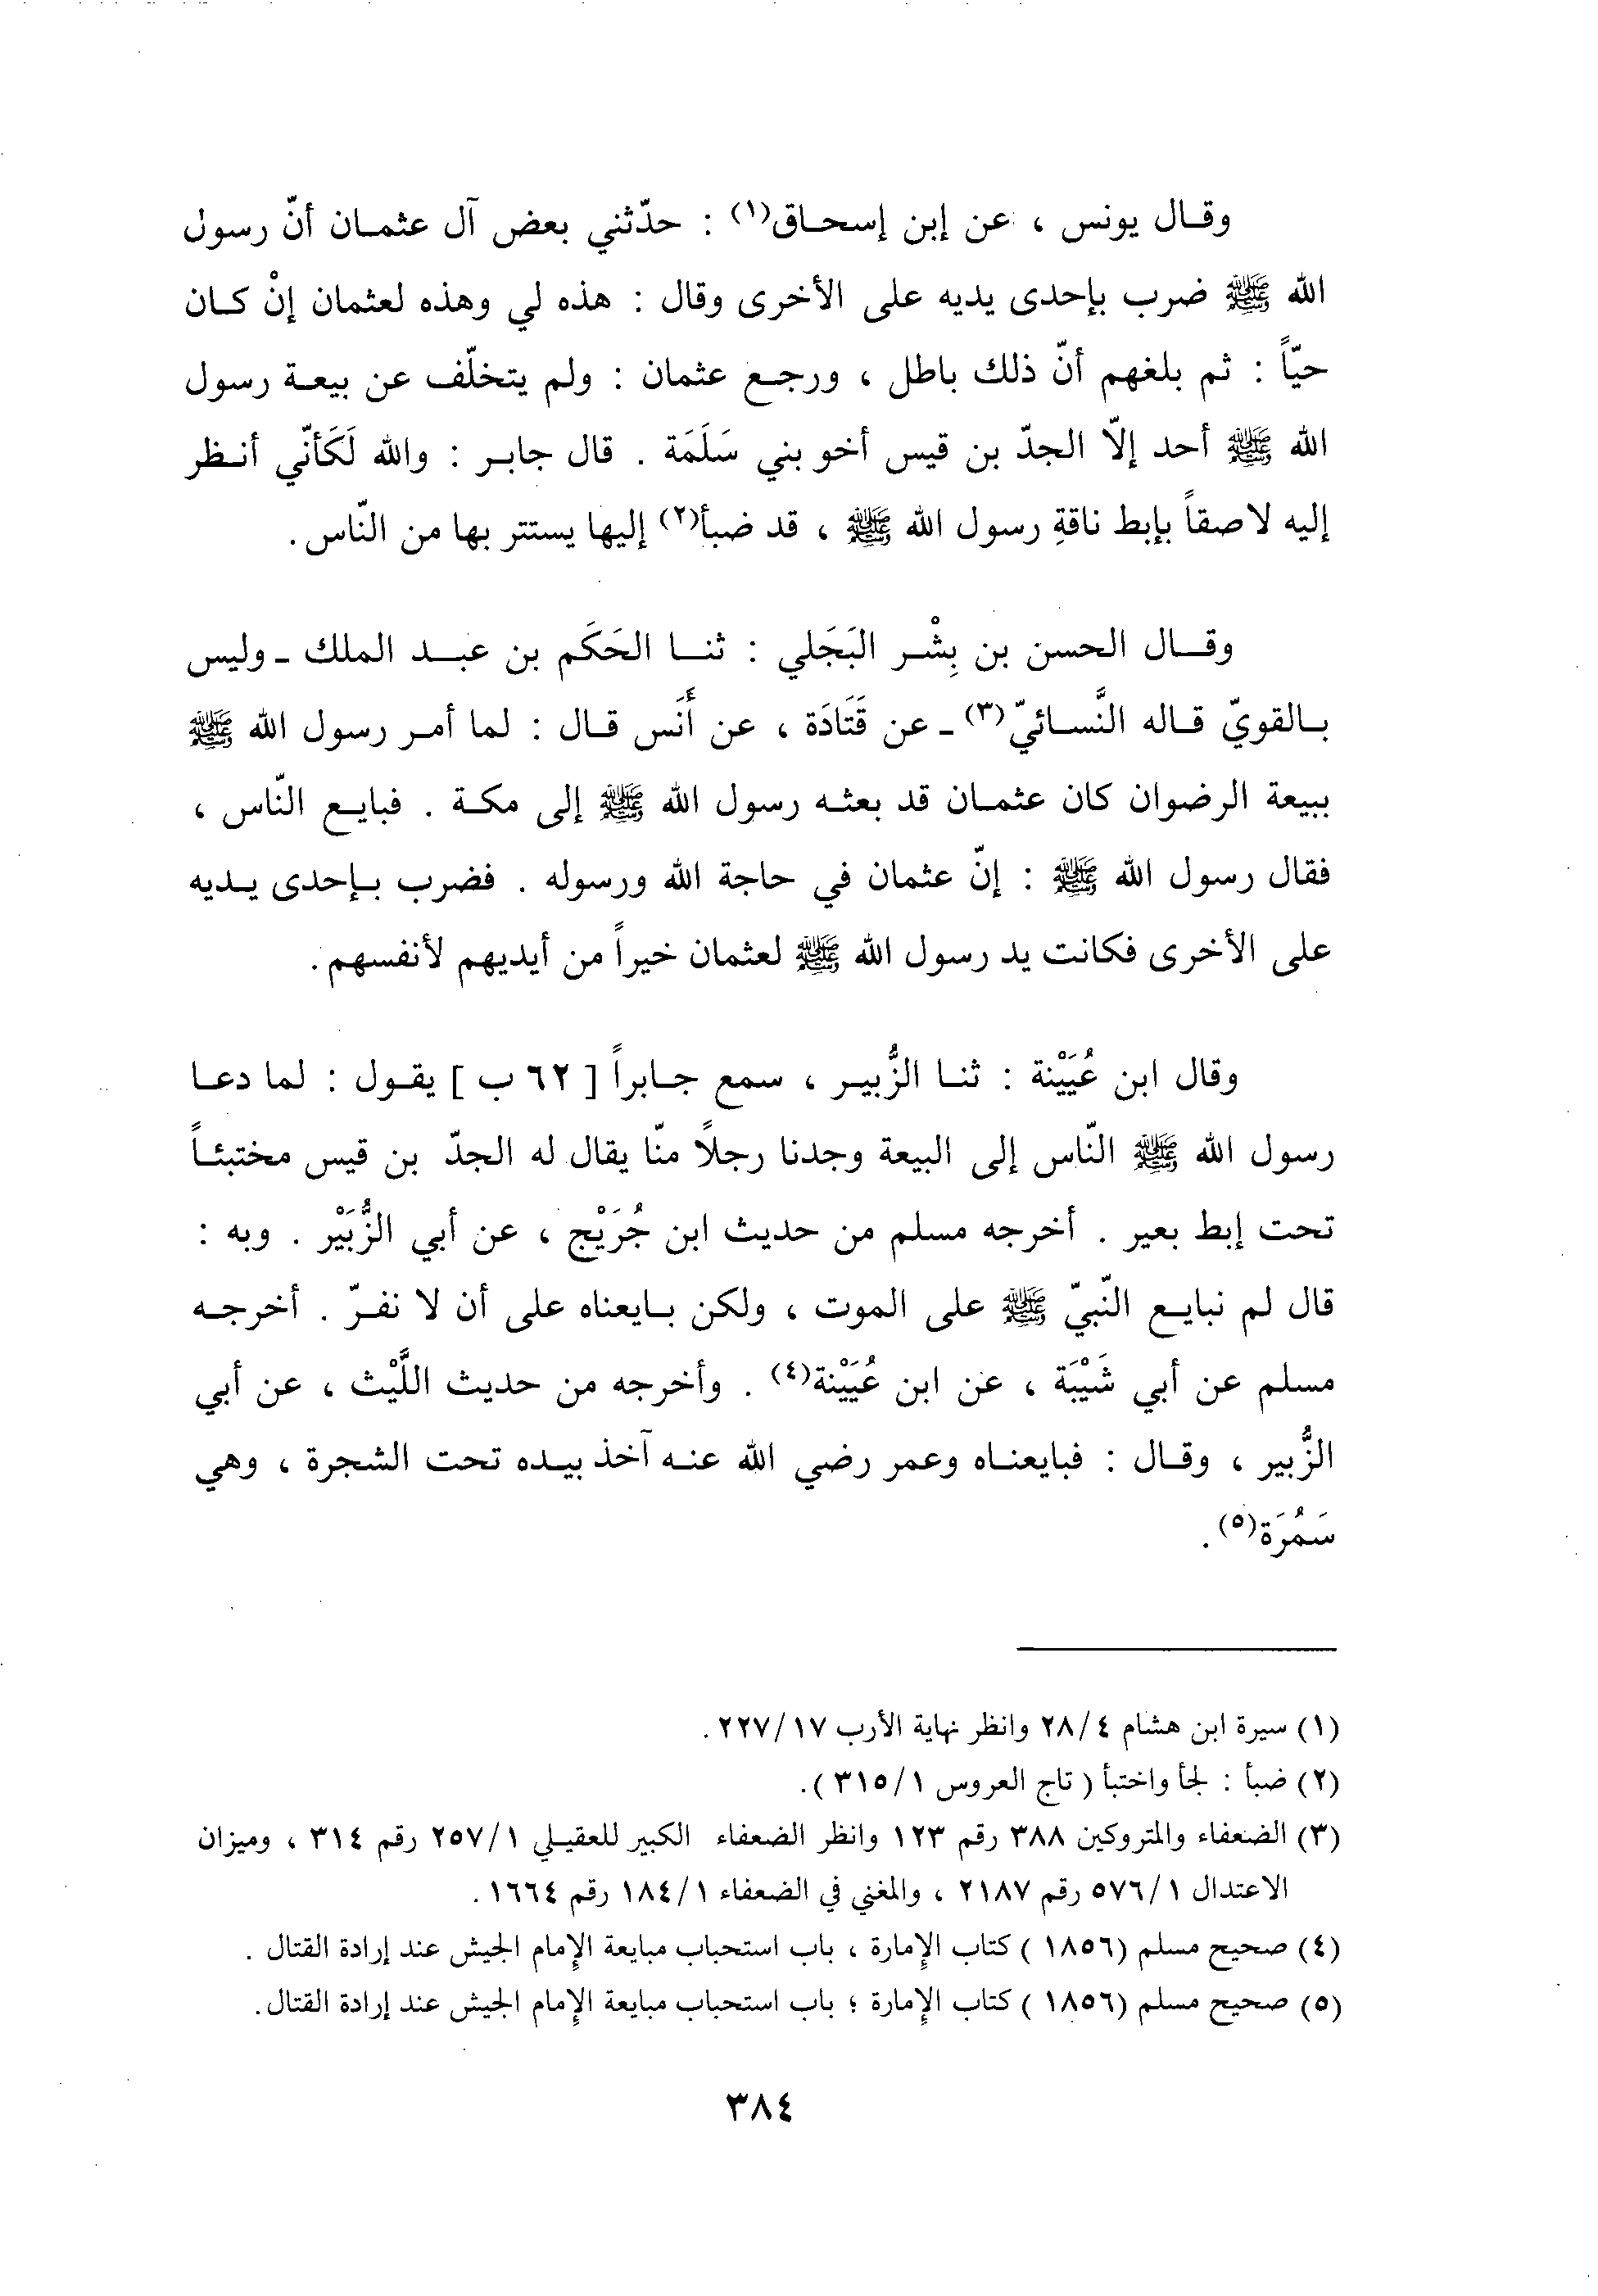 وقال يونس ، عن إبن إسحاق(١) : حدّثني بعض آل عثمان أنّ رسول
الله ﷺ ضرب بإحدى يديه على الأخرى وقال : هذه لي وهذه لعثمان إنْ كان
حيّاً : ثم بلغهم أنّ ذلك باطل ، ورجع عثمان : ولم يتخلّف عن بيعة رسول
الله ﷺ أحد إلّا الجدّ بن قيس أخو بني سَلَمَة . قال جابر : والله لَكَأنّي أنظر
إليه لاصقاً بإبط ناقةِ رسول الله ﷺ ، قد ضبأ(٢) إليها يستتر بها من النّاس .
وقال الحسن بن بِشْر البَجَلي : ثنا الحَكَم بن عبد الملك - وليس
بالقويّ قاله النَّسائيّ(٣) - عن قَتَادَة ، عن أَنَس قال : لما أمر رسول الله ﷺ
ببيعة الرضوان كان عثمان قد بعثه رسول الله ﷺ إلى مكة . فبايع النّاس ،
فقال رسول الله ﷺ : إنّ عثمان في حاجة الله ورسوله . فضرب بإحدى يديه
على الأخرى فكانت يد رسول الله ﷺ لعثمان خيراً من أيديهم لأنفسهم .
وقال ابن عُيَيْنة : ثنا الزُّبير ، سمع جابراً [ ٦٢ ب ] يقول : لما دعا
رسول الله ﷺ النّاس إلى البيعة وجدنا رجلاً منّا يقال له الجدّ بن قيس مختبئاً
تحت إبط بعير . أخرجه مسلم من حديث ابن جُرَيْج ، عن أبي الزُّبَيْر . وبه :
قال لم نبايع النّبيّ ﷺ على الموت ، ولكن بايعناه على أن لا نفرّ . أخرجه
مسلم عن أبي شَيْبَة ، عن ابن عُيَيْنة(٤) . وأخرجه من حديث اللَّيْث ، عن أبي
الزُّبير ، وقال : فبايعناه وعمر رضي الله عنه آخذ بيده تحت الشجرة ، وهي
سَمُرَة(٥) .
(١) سيرة ابن هشام ٢٨/٤ وانظر نهاية الأرب ٢٢٧/١٧ .
(٢) ضبأ : لجأ واختبأ ( تاج العروس ٣١٥/١ ) .
(٣) الضعفاء والمتروكين ٣٨٨ رقم ١٢٣ وانظر الضعفاء الكبير للعقيلي ٢٥٧/١ رقم ٣١٤ ، وميزان
الاعتدال ٥٧٦/١ رقم ٢١٨٧ ، والمغني في الضعفاء ١٨٤/١ رقم ١٦٦٤ .
(٤) صحيح مسلم (١٨٥٦ ) كتاب الإمارة ، باب استحباب مبايعة الإمام الجيش عند إرادة القتال .
(٥) صحيح مسلم (١٨٥٦ ) كتاب الإمارة ؛ باب استحباب مبايعة الإمام الجيش عند إرادة القتال .
٣٨٤